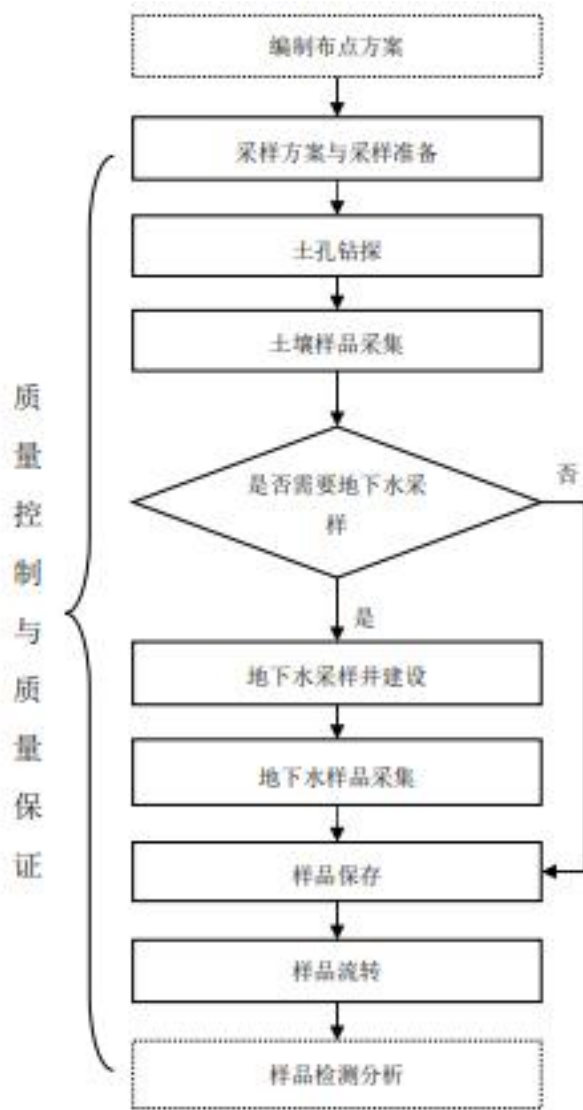 编制布点方案
采样方案与采样准备
土孔钻探
土壤样品采集
是否需要地下水采
样
否
是
地下水采样井建设
地下水样品采集
样品保存
样品流转
样品检测分析
质量控制与质量保证